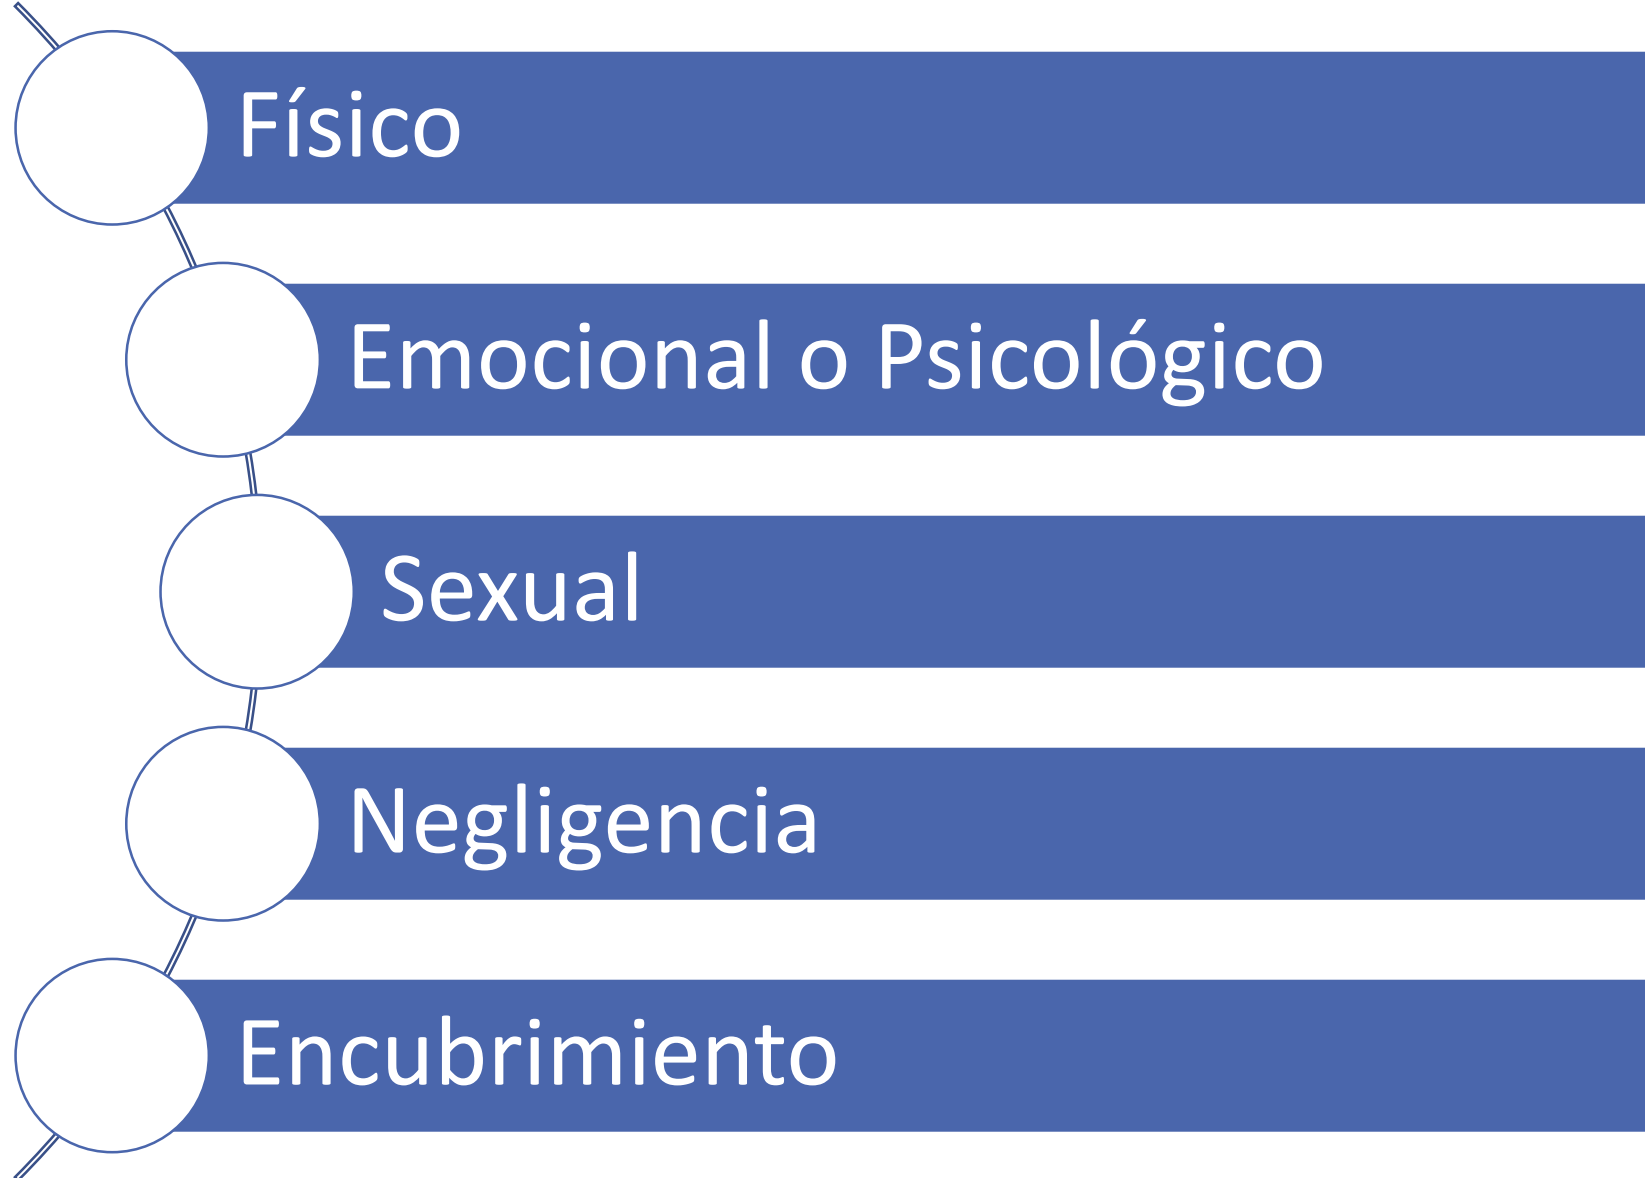 Físico
Emocional o Psicológico
Sexual
Negligencia
Encubrimiento